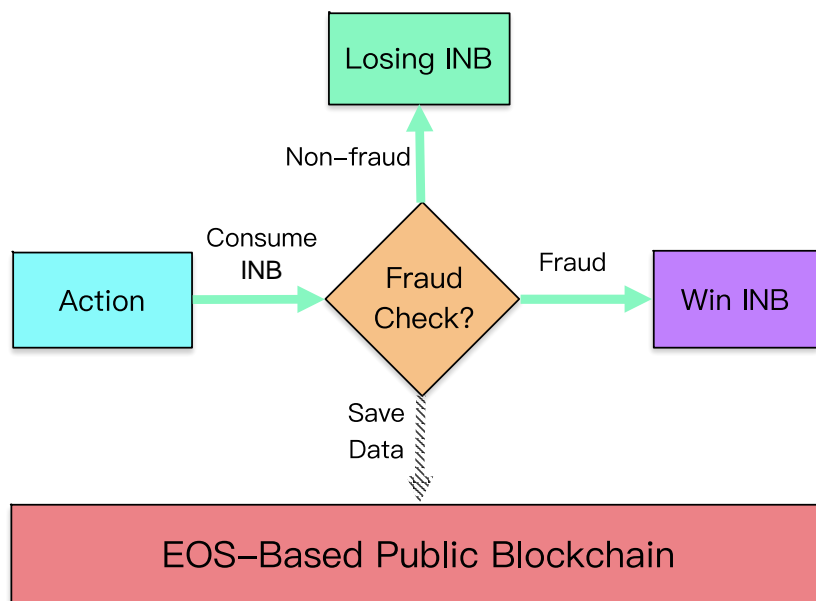 Losing INB
Non-fraud
Consume
INB
Action
Fraud
Check?
Fraud
Win INB
Save
Data
EOS-Based Public Blockchain